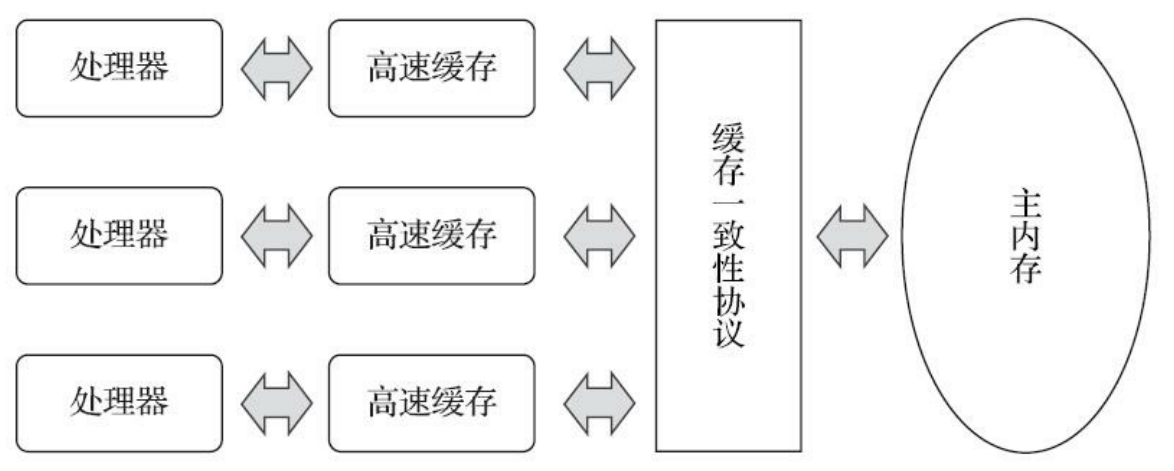 处理器
高速缓存
处理器
高速缓存
处理器
高速缓存
缓存一致性协议
主内存